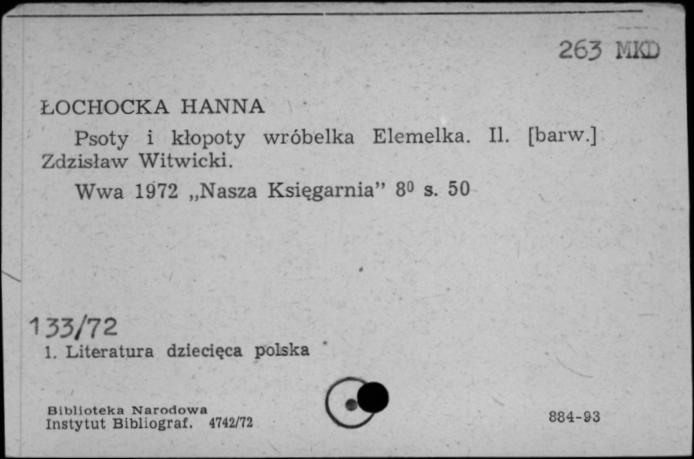 263 MKD
ŁOCHOCKA HANNA
Psoty i kłopoty wróbelka Elemelka. Il. [barw.]
Zdzisław Witwicki.
Wwa 1972 „Nasza Księgarnia” 8⁰ s. 50
133/72
1. Literatura dziecięca polska
Biblioteka Narodowa
Instytut Bibliograf. 4742/72
884-93